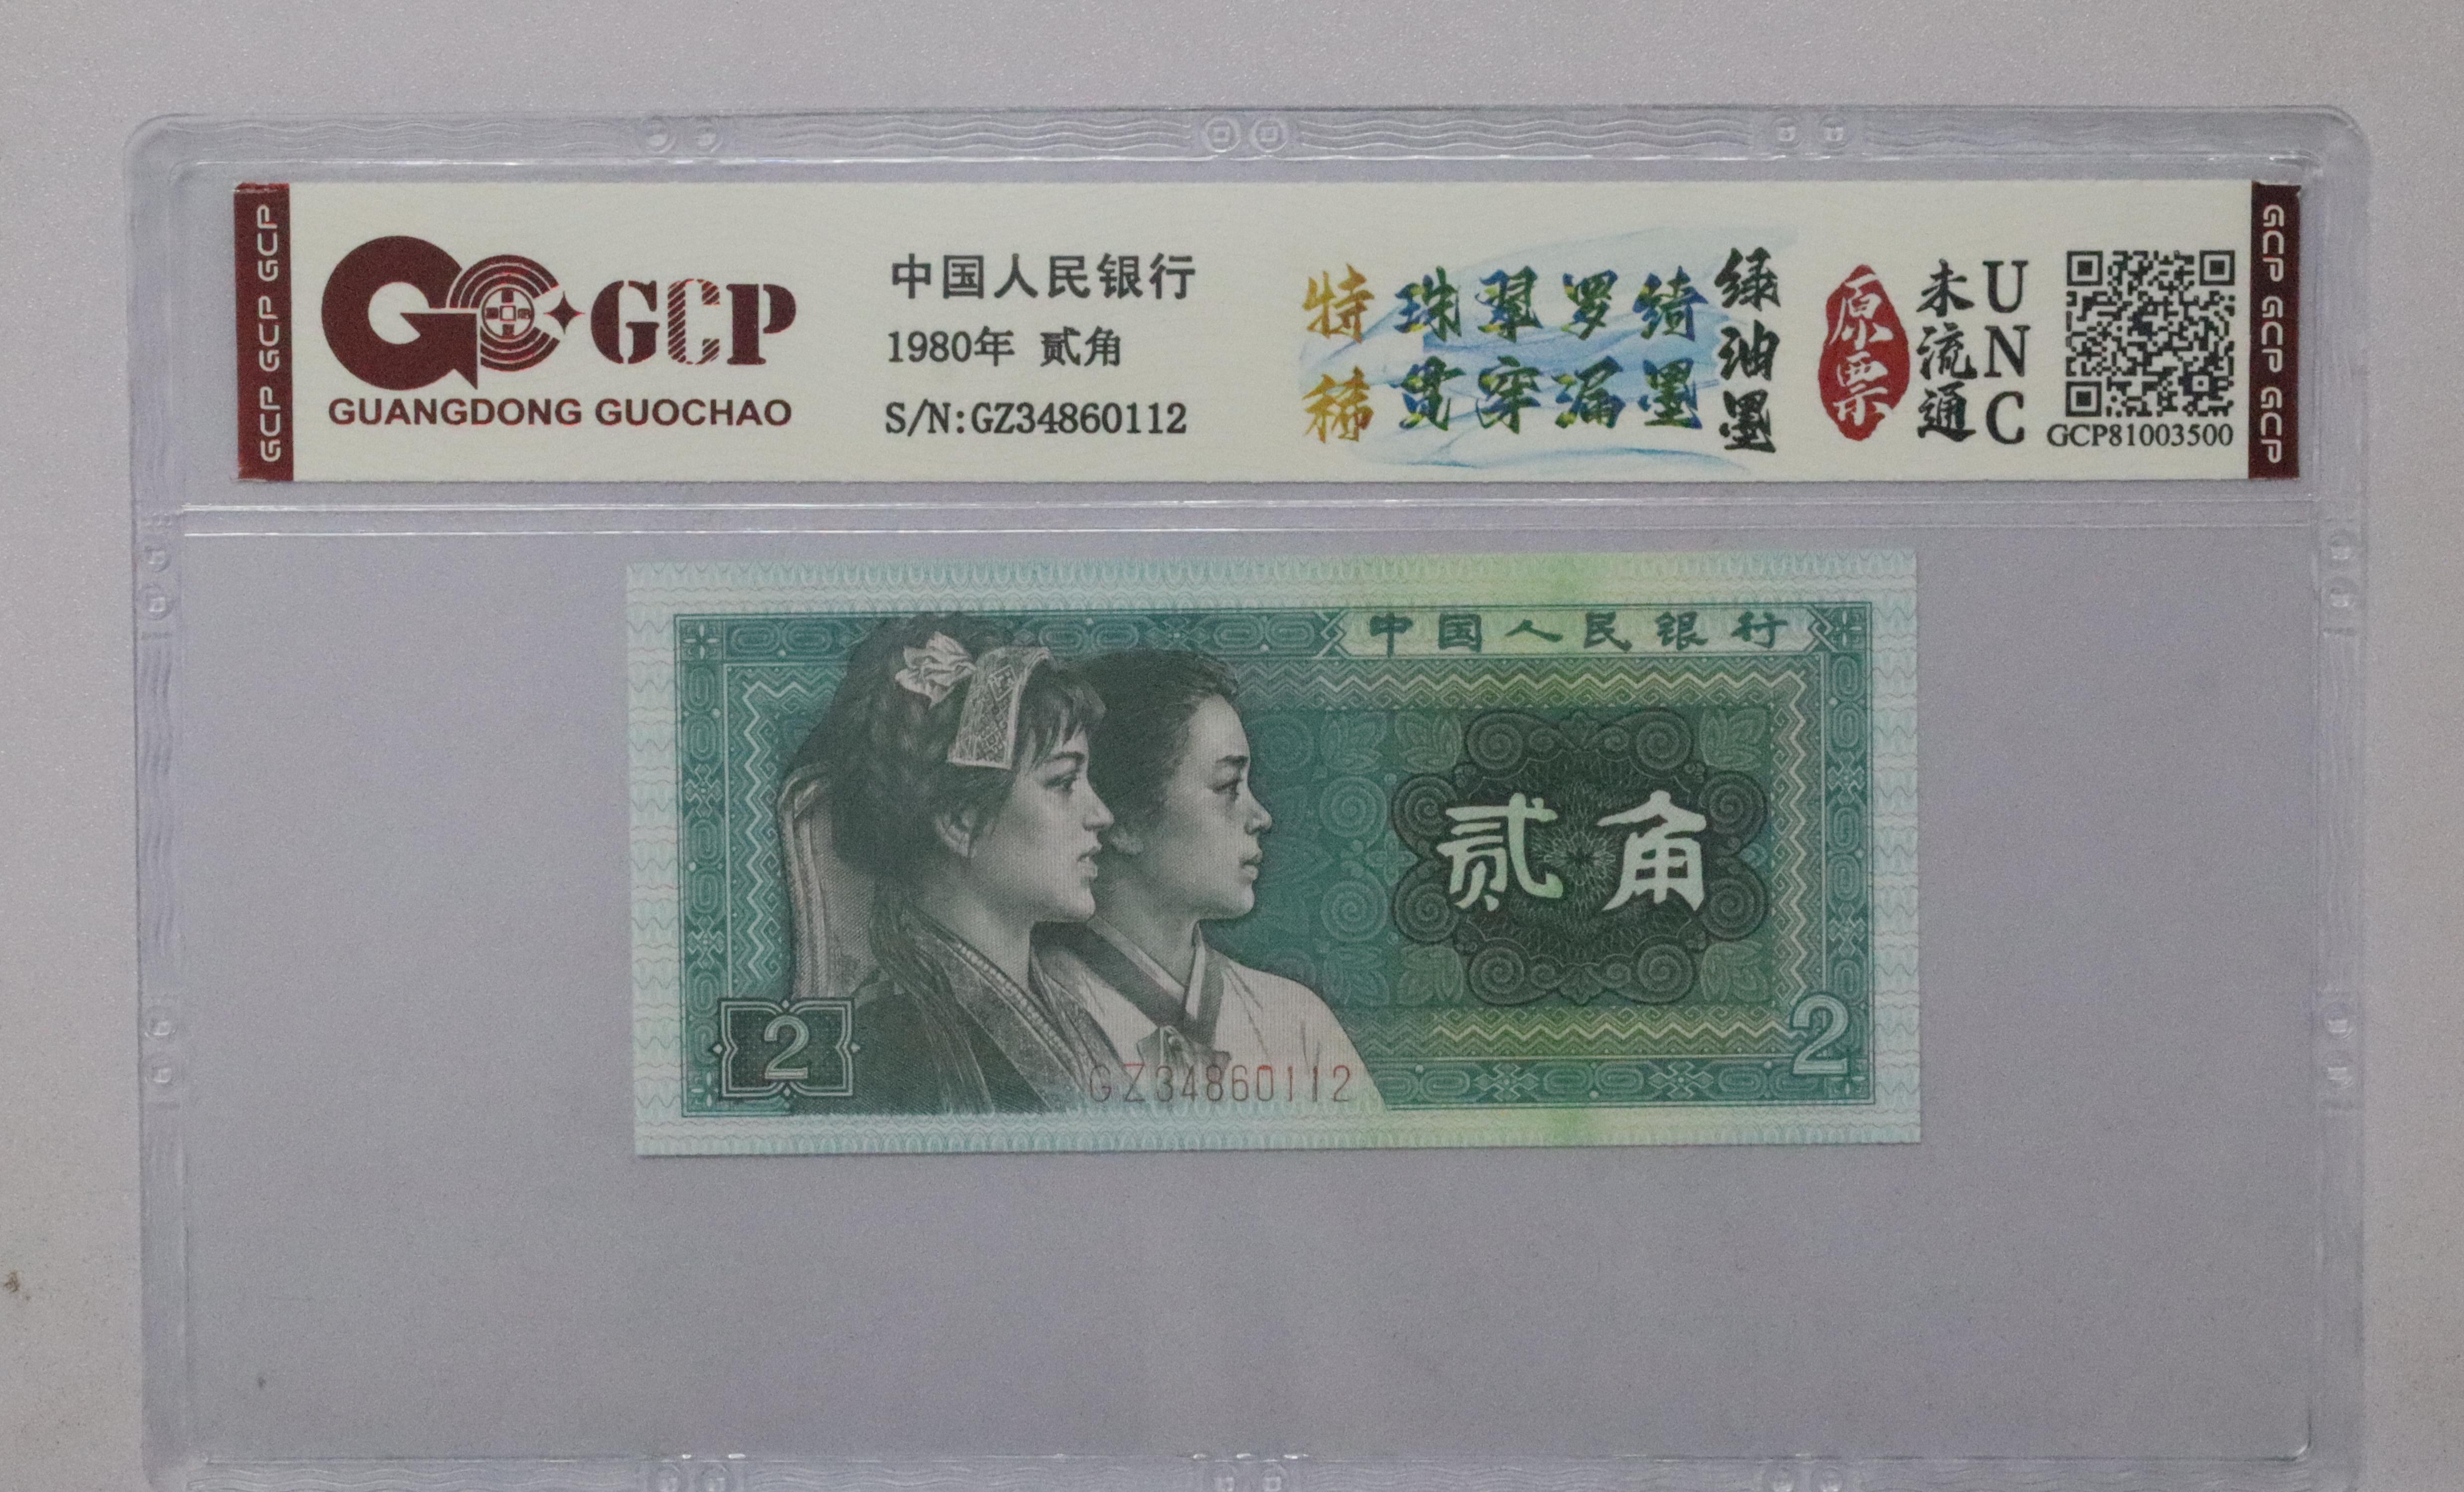 GCP GCP GCP
GCP
GUANGDONG GUOCHAO
中国人民银行
1980年 贰角
S/N:GZ34860112
特稀
珠翠罗绮
贯穿漏墨
绿油墨
原票
未流通
UNC
GCP81003500
GCP GCP GCP
中国人民银行
贰角
2
2
GZ34860112